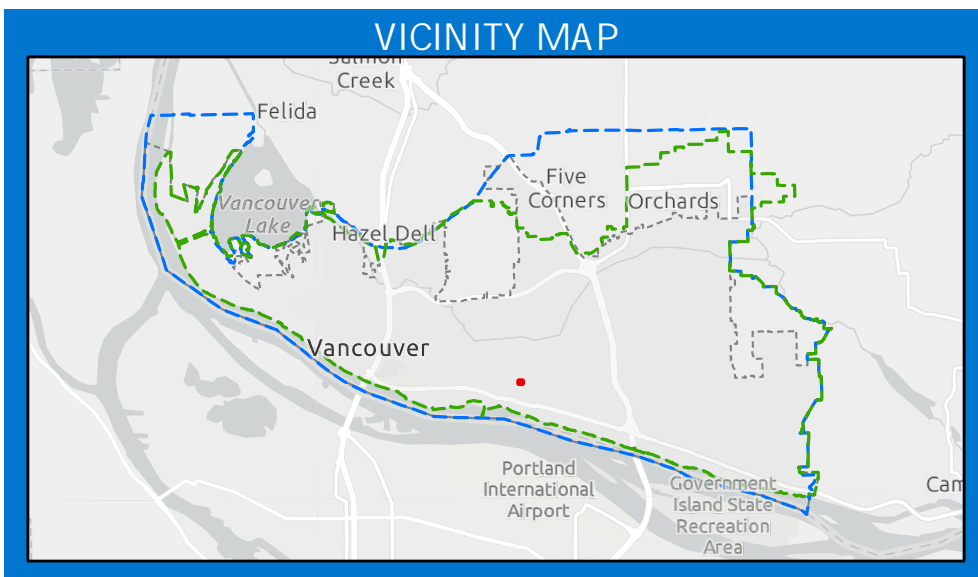 VICINITY MAP
Salmon
Creek
Felida
Five
Corners
Orchards
Vancouver
Lake
Hazel Dell
Vancouver
Portland
International
Airport
Government
Island State
Recreation
Area
Cam